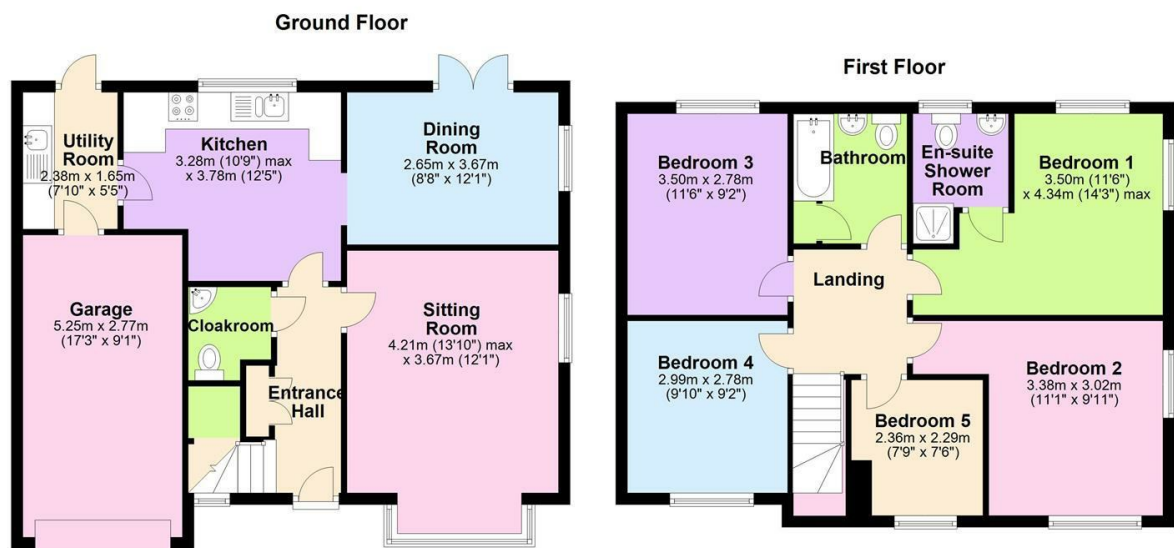 Ground Floor
Utility
Room
2.38m x 1.65m
(7'10" x 5'5")
Kitchen
3.28m (10'9") max
x 3.78m (12'5")
Dining
Room
2.65m x 3.67m
(8'8" x 12'1")
Garage
5.25m x 2.77m
(17'3" x 9'1")
Cloakroom
Entrance
Hall
Sitting
Room
4.21m (13'10") max
x 3.67m (12'1")
First Floor
Bedroom 3
3.50m x 2.78m
(11'6" x 9'2")
Bathroom
En-suite
Shower
Room
Bedroom 1
3.50m (11'6")
x 4.34m (14'3") max
Landing
Bedroom 4
2.99m x 2.78m
(9'10" x 9'2")
Bedroom 5
2.36m x 2.29m
(7'9" x 7'6")
Bedroom 2
3.38m x 3.02m
(11'1" x 9'11")